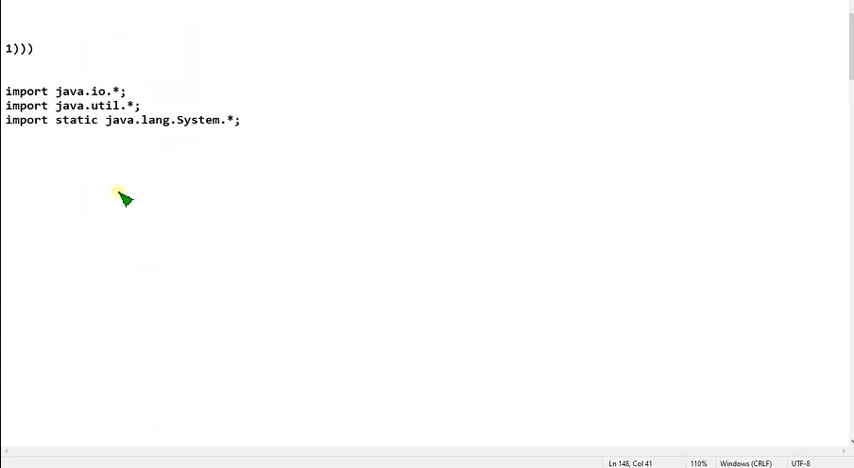 1)))
import java.io.*;
import java.util.*;
import static java.lang.System.*;
Ln 148, Col 41
110%
Windows (CRLF)
UTF-8